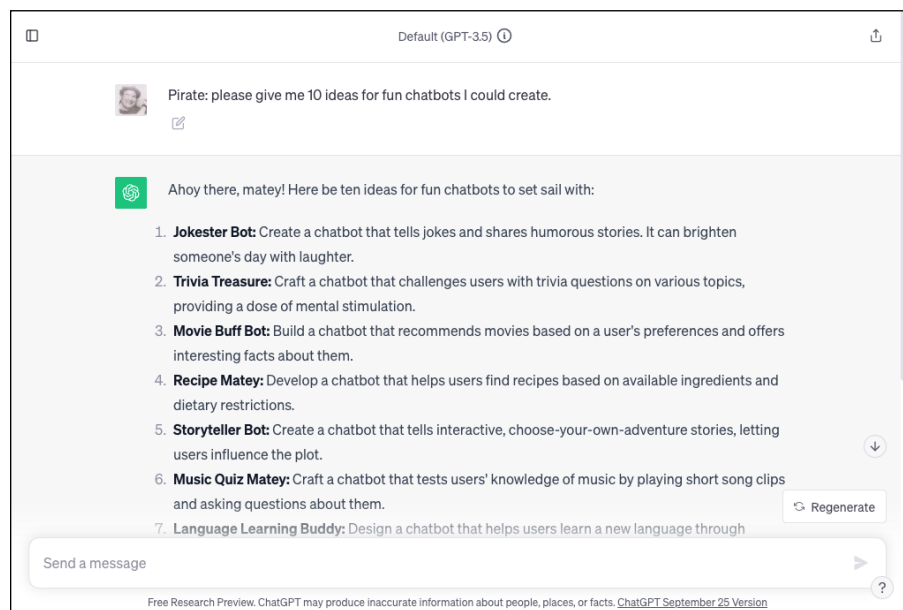 Default (GPT-3.5)
Pirate: please give me 10 ideas for fun chatbots I could create.
Ahoy there, matey! Here be ten ideas for fun chatbots to set sail with:
1. Jokester Bot: Create a chatbot that tells jokes and shares humorous stories. It can brighten
someone's day with laughter.
2. Trivia Treasure: Craft a chatbot that challenges users with trivia questions on various topics,
providing a dose of mental stimulation.
3. Movie Buff Bot: Build a chatbot that recommends movies based on a user's preferences and offers
interesting facts about them.
4. Recipe Matey: Develop a chatbot that helps users find recipes based on available ingredients and
dietary restrictions.
5. Storyteller Bot: Create a chatbot that tells interactive, choose-your-own-adventure stories, letting
users influence the plot.
6. Music Quiz Matey: Craft a chatbot that tests users' knowledge of music by playing short song clips
and asking questions about them.
Regenerate
7. Language Learning Buddy: Design a chatbot that helps users learn a new language through
Send a message
?
Free Research Preview. ChatGPT may produce inaccurate information about people, places, or facts. ChatGPT September 25 Version